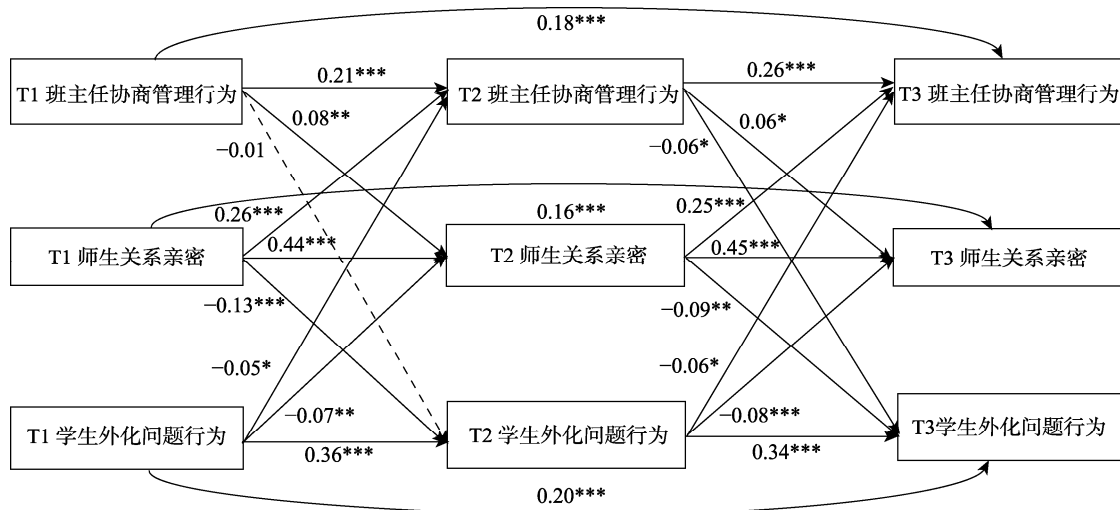 0.18***
T1 班主任协商管理行为
0.21***
T2 班主任协商管理行为
0.26***
T3 班主任协商管理行为
0.08**
0.06*
−0.01
−0.06*
0.26***
0.16***
0.25***
T1 师生关系亲密
0.44***
T2 师生关系亲密
0.45***
T3 师生关系亲密
−0.13***
−0.09**
−0.05*
−0.06*
−0.07**
−0.08***
T1 学生外化问题行为
0.36***
T2 学生外化问题行为
0.34***
T3学生外化问题行为
0.20***